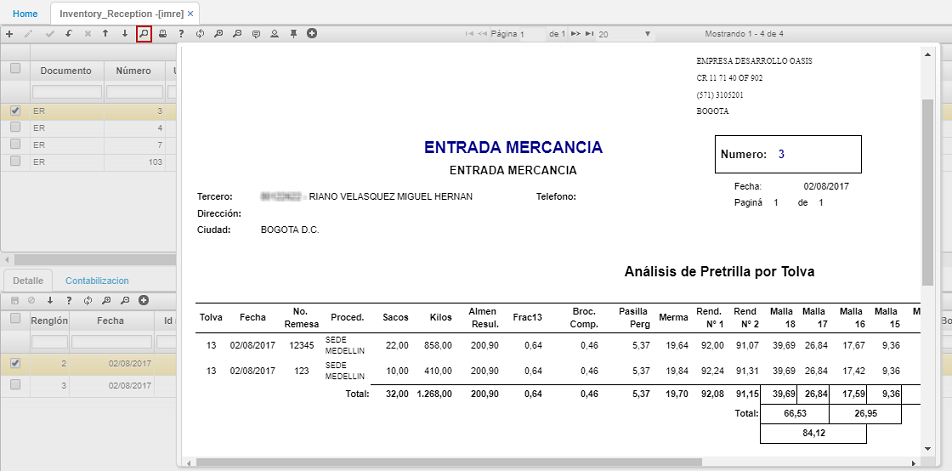 Home Inventory_Reception -[imre] ×
Página 1 de 1 20 Mostrando 1 - 4 de 4
Documento Número
ER 3
ER 4
ER 7
ER 103
EMPRESA DESARROLLO OASIS
CR 11 71 40 OF 902
(571) 3105201
BOGOTA
ENTRADA MERCANCIA
ENTRADA MERCANCIA
Numero: 3
Fecha: 02/08/2017
Paginá 1 de 1
Tercero: - RIANO VELASQUEZ MIGUEL HERNAN Telefono:
Dirección:
Ciudad: BOGOTA D.C.
Análisis de Pretrilla por Tolva
Detalle Contabilizacion
Renglón Fecha Id
2 02/08/2017
3 02/08/2017
Tolva Fecha No. Remesa Proced. Sacos Kilos Almen Resul. Frac13 Broc. Comp. Pasilla Perg Merma Rend. Nº 1 Rend Nº 2 Malla 18 Malla 17 Malla 16 Malla 15
13 02/08/2017 12345 SEDE MEDELLIN 22,00 858,00 200,90 0,64 0,46 5,37 19,64 92,00 91,07 39,69 26,84 17,67 9,36
13 02/08/2017 123 SEDE MEDELLIN 10,00 410,00 200,90 0,64 0,46 5,37 19,84 92,24 91,31 39,69 26,84 17,42 9,36
Total: 32,00 1.268,00 200,90 0,64 0,46 5,37 19,70 92,08 91,15 39,69 26,84 17,59 9,36
Total: 66,53 26,95
84,12
Bo